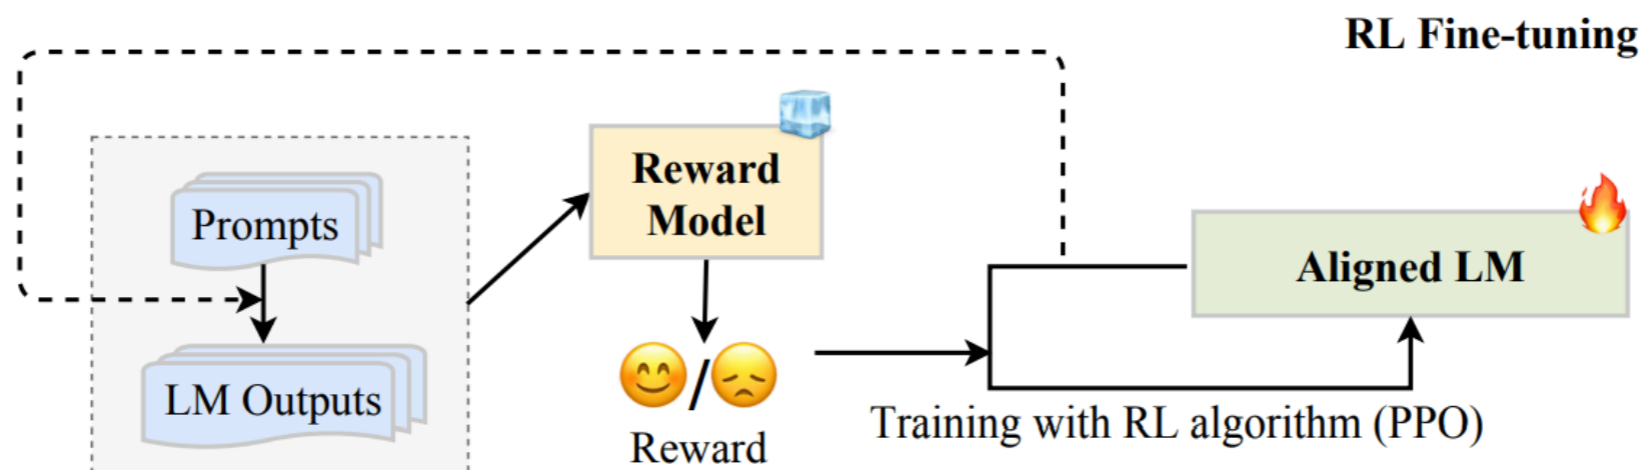 RL Fine-tuning
Prompts
LM Outputs
Reward
Model
/
Reward
Aligned LM
Training with RL algorithm (PPO)